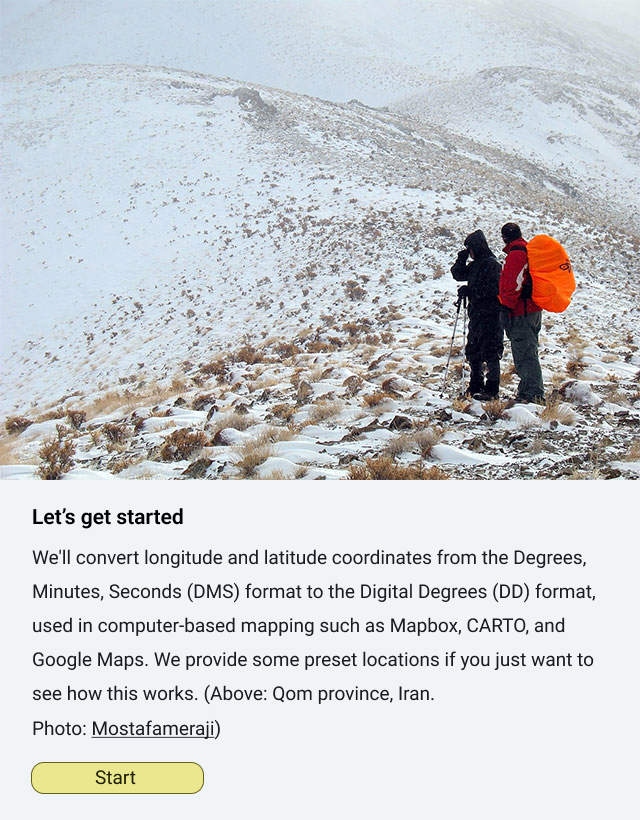 Let’s get started
We'll convert longitude and latitude coordinates from the Degrees,
Minutes, Seconds (DMS) format to the Digital Degrees (DD) format,
used in computer-based mapping such as Mapbox, CARTO, and
Google Maps. We provide some preset locations if you just want to
see how this works. (Above: Qom province, Iran.
Photo: Mostafameraji)
Start